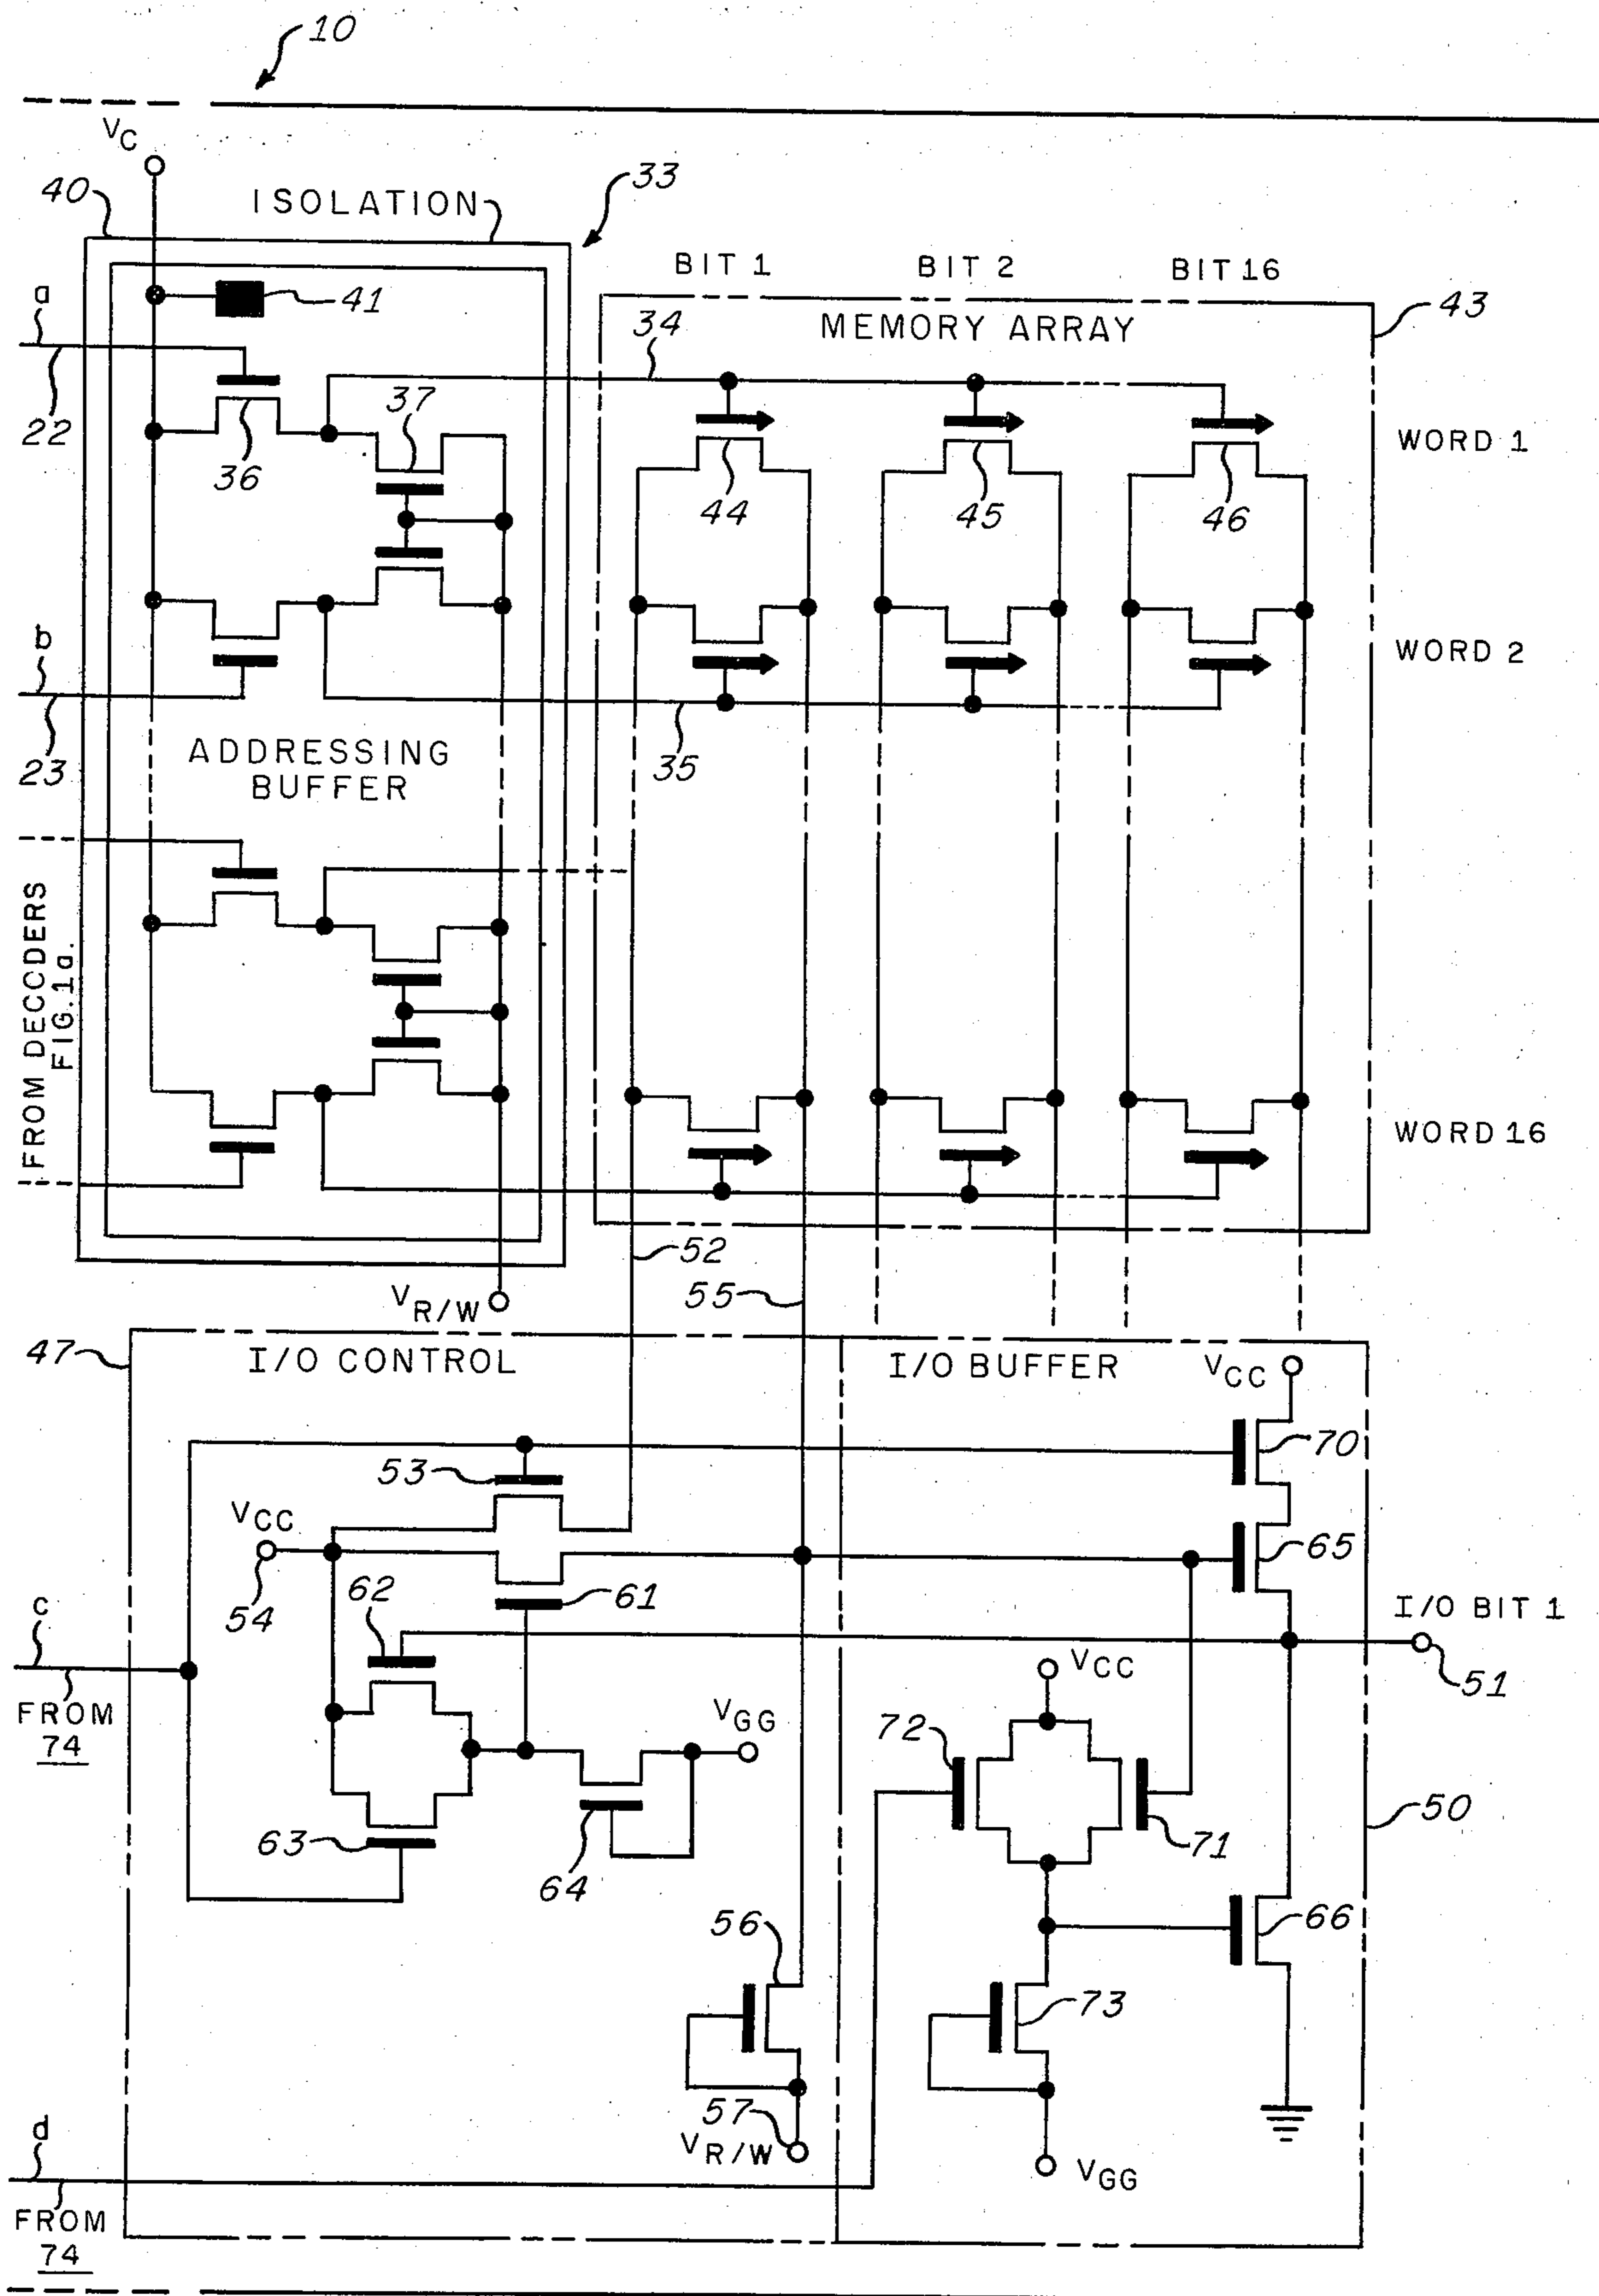 10
VC
40
ISOLATION
33
BIT 1
BIT 2
BIT 16
43
MEMORY ARRAY
41
a
34
22
36
37
44
45
46
WORD 1
b
23
35
WORD 2
ADDRESSING
BUFFER
FROM DECCDERS
FIG. 1a.
WORD 16
52
55
VR/W
47
I/O CONTROL
I/O BUFFER
VCC
70
53
VCC
65
54
62
61
I/O BIT 1
c
51
FROM
74
VCC
VGG
72
63
64
71
50
56
66
73
57
VR/W
VGG
d
FROM
74